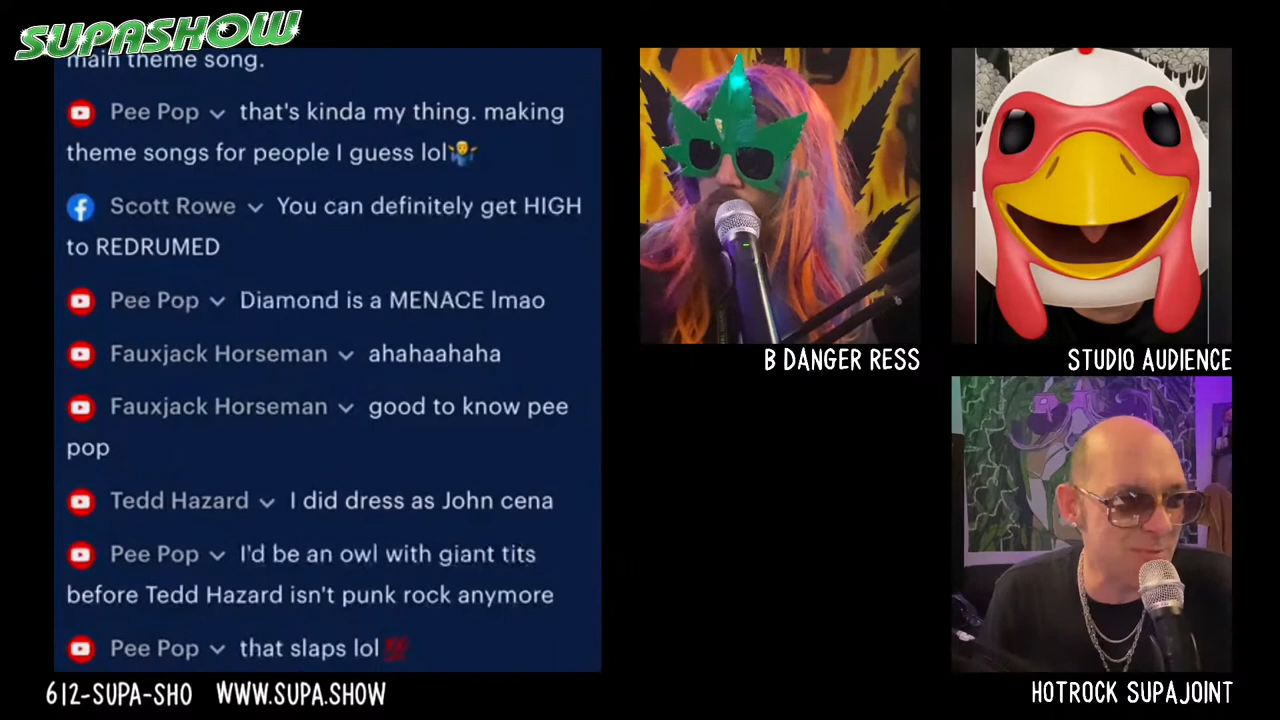 SUPASHOW
main theme song.
Pee Pop that's kinda my thing. making
theme songs for people I guess lol🤷‍♂️
Scott Rowe You can definitely get HIGH
to REDRUMED
Pee Pop Diamond is a MENACE lmao
Fauxjack Horseman ahahaahaha
Fauxjack Horseman good to know pee
pop
Tedd Hazard I did dress as John cena
Pee Pop I'd be an owl with giant tits
before Tedd Hazard isn't punk rock anymore
Pee Pop that slaps lol💯
B DANGER RESS
STUDIO AUDIENCE
HOTROCK SUPAJOINT
612-SUPA-SHO WWW.SUPA.SHOW